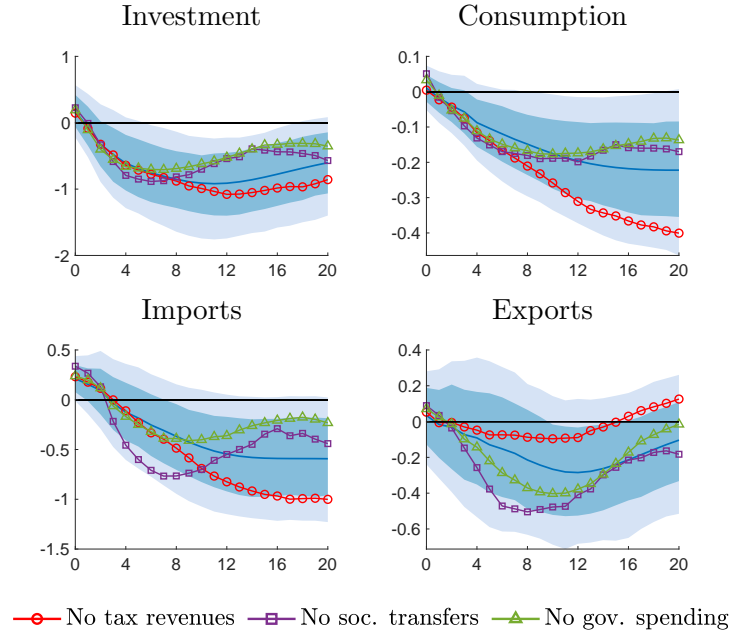 Investment
Consumption
1
0
-1
-2
0 4 8 12 16 20
0.1
0
-0.1
-0.2
-0.3
-0.4
0 4 8 12 16 20
Imports
Exports
0.5
0
-0.5
-1
-1.5
0 4 8 12 16 20
0.4
0.2
0
-0.2
-0.4
-0.6
0 4 8 12 16 20
No tax revenues No soc. transfers No gov. spending